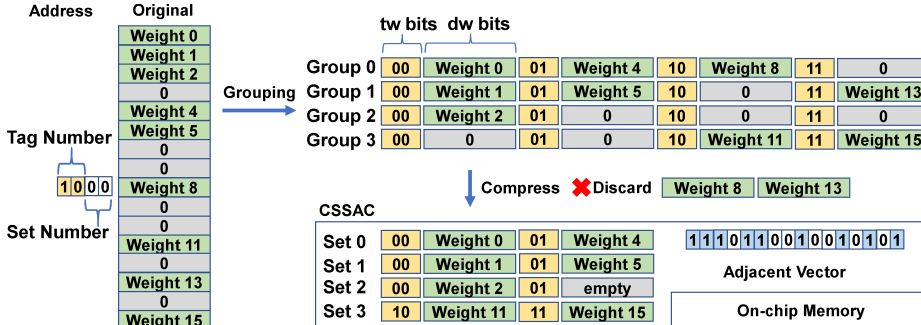 Address
Original
Weight 0
Weight 1
Weight 2
0
Weight 4
Weight 5
0
0
Weight 8
0
0
Weight 11
0
Weight 13
0
Weight 15
Tag Number
1 0 0 0
Set Number
Grouping
tw bits dw bits
Group 0 00 Weight 0 01 Weight 4 10 Weight 8 11 0
Group 1 00 Weight 1 01 Weight 5 10 0 11 Weight 13
Group 2 00 Weight 2 01 0 10 0 11 0
Group 3 00 0 01 0 10 Weight 11 11 Weight 15
Compress Discard Weight 8 Weight 13
CSSAC
Set 0 00 Weight 0 01 Weight 4
Set 1 00 Weight 1 01 Weight 5
Set 2 00 Weight 2 01 empty
Set 3 10 Weight 11 11 Weight 15
1 1 1 0 1 1 0 0 1 0 0 1 0 1 0 1
Adjacent Vector
On-chip Memory